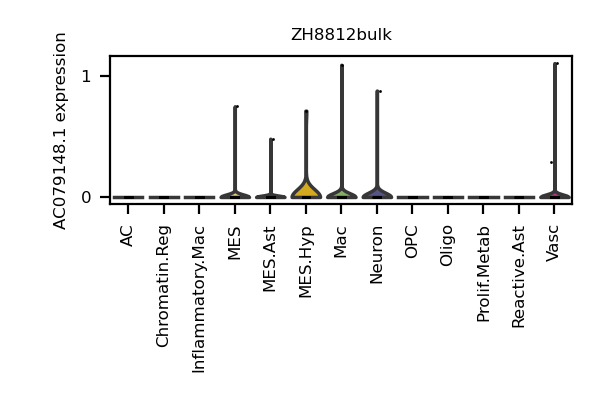 ZH8812bulk
AC079148.1 expression
1
0
AC
Chromatin.Reg
Inflammatory.Mac
MES
MES.Ast
MES.Hyp
Mac
Neuron
OPC
Oligo
Prolif.Metab
Reactive.Ast
Vasc